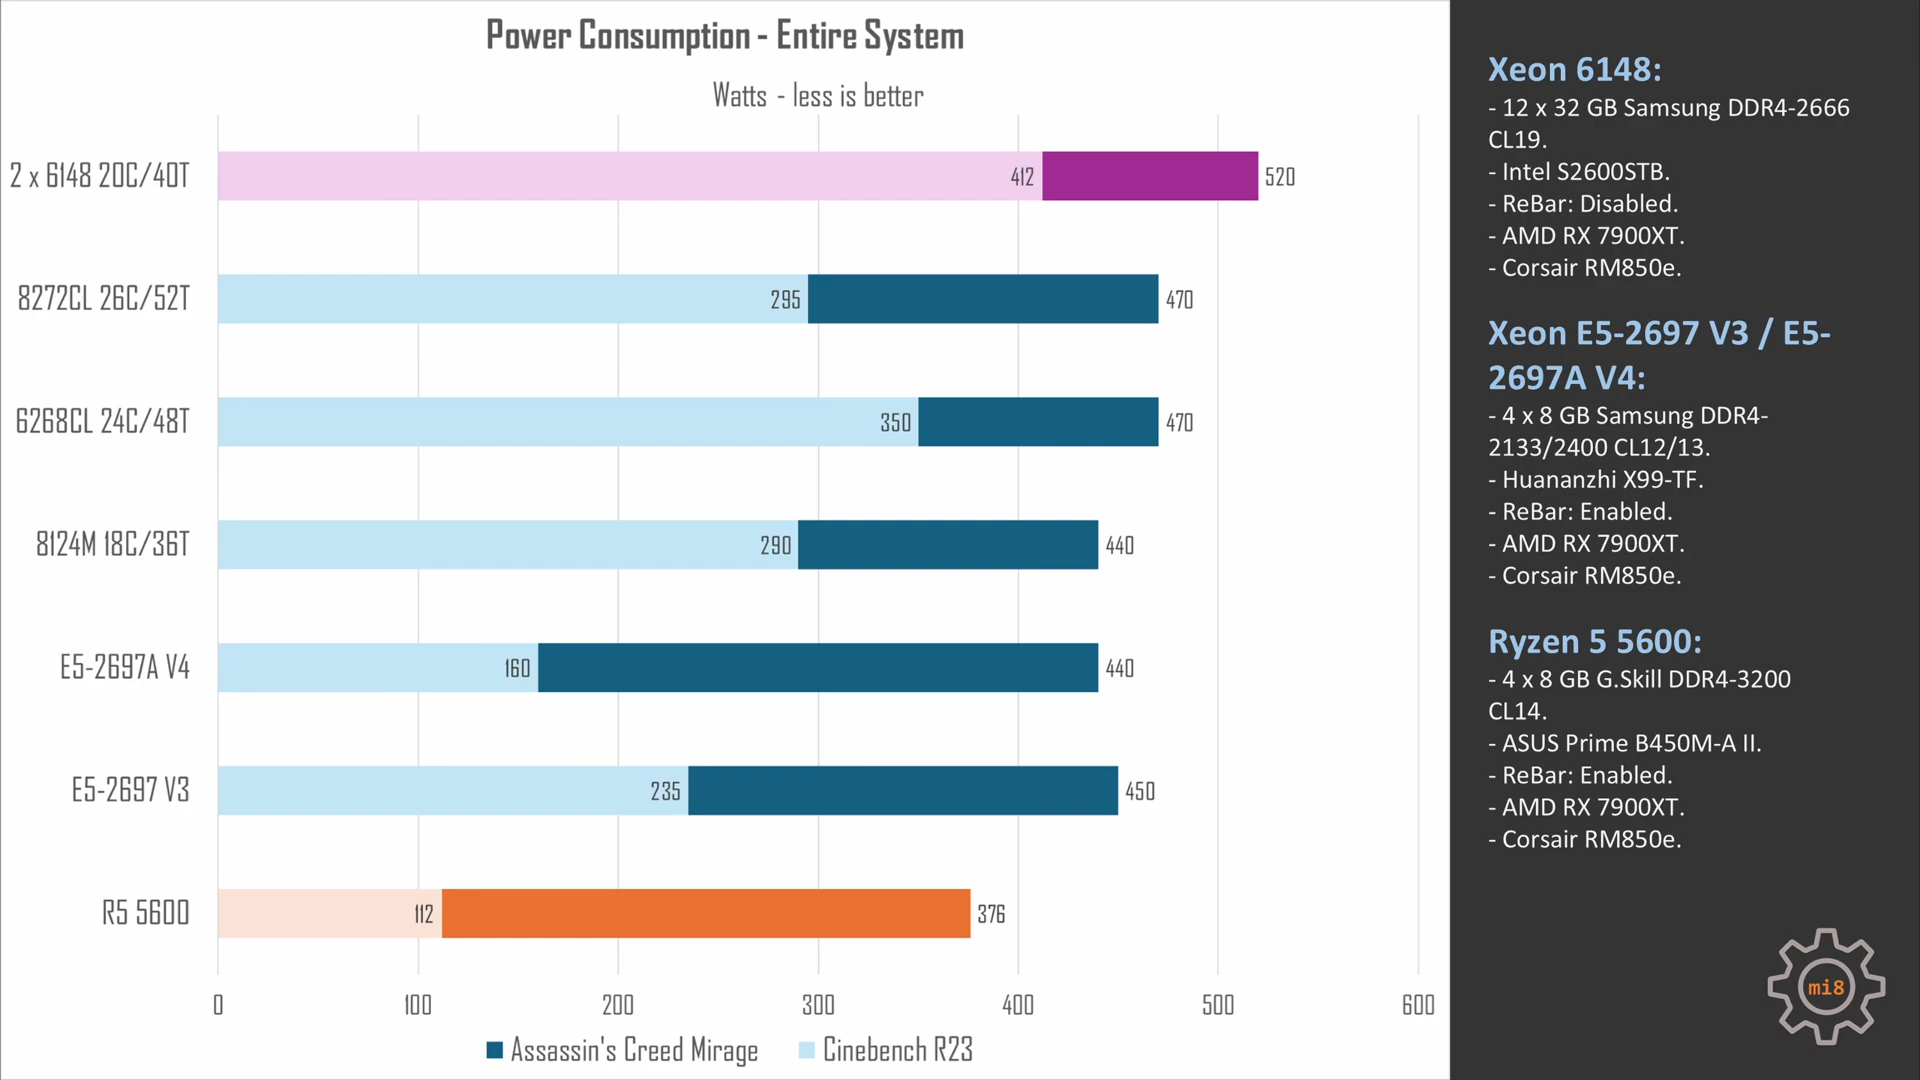 Power Consumption - Entire System
Watts - less is better
2 x 6148 20C/40T
412
520
8272CL 26C/52T
295
470
6268CL 24C/48T
350
470
8124M 18C/36T
290
440
E5-2697A V4
160
440
E5-2697 V3
235
450
R5 5600
112
376
0 100 200 300 400 500 600
Assassin's Creed Mirage Cinebench R23
Xeon 6148:
- 12 x 32 GB Samsung DDR4-2666
CL19.
- Intel S2600STB.
- ReBar: Disabled.
- AMD RX 7900XT.
- Corsair RM850e.
Xeon E5-2697 V3 / E5-
2697A V4:
- 4 x 8 GB Samsung DDR4-
2133/2400 CL12/13.
- Huananzhi X99-TF.
- ReBar: Enabled.
- AMD RX 7900XT.
- Corsair RM850e.
Ryzen 5 5600:
- 4 x 8 GB G.Skill DDR4-3200
CL14.
- ASUS Prime B450M-A II.
- ReBar: Enabled.
- AMD RX 7900XT.
- Corsair RM850e.
mi8